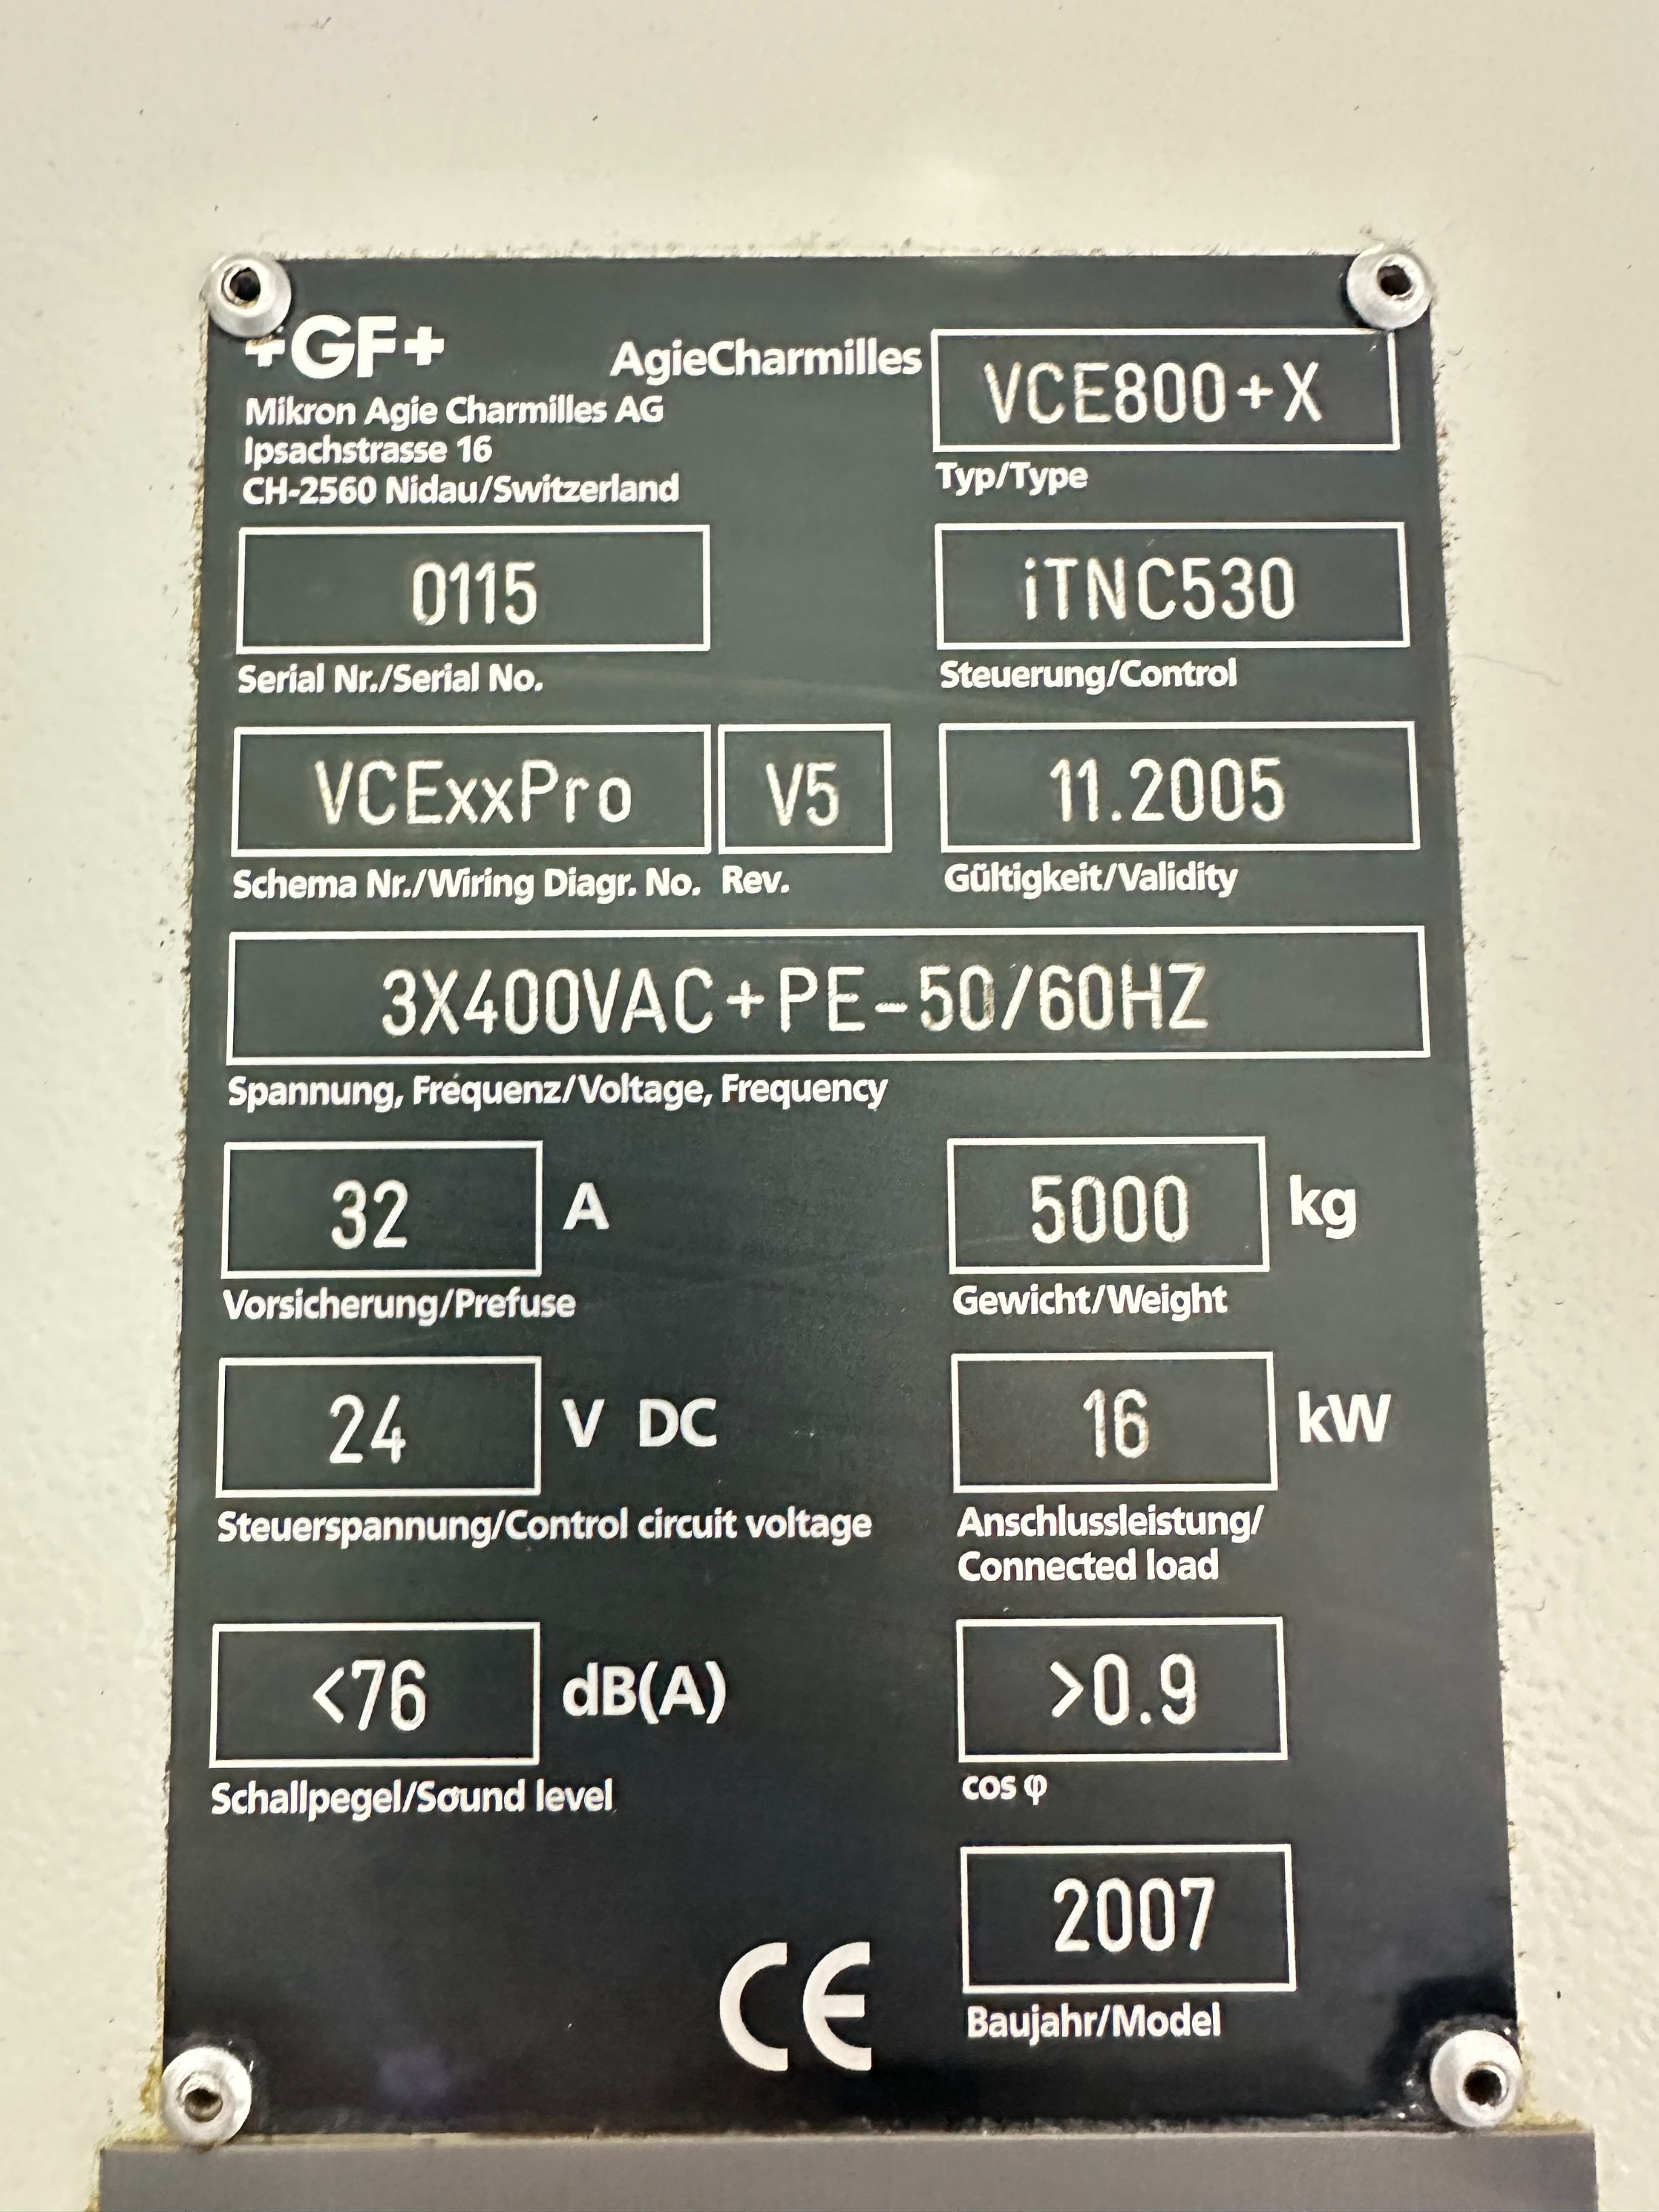 +GF+ AgieCharmilles
Mikron Agie Charmilles AG
Ipsachstrasse 16
CH-2560 Nidau/Switzerland
VCE800+X
Typ/Type
0115
Serial Nr./Serial No.
iTNC530
Steuerung/Control
VCExxPro
Schema Nr./Wiring Diagr. No.
V5
Rev.
11.2005
Gültigkeit/Validity
3X400VAC+PE-50/60HZ
Spannung, Frequenz/Voltage, Frequency
32 A
Vorsicherung/Prefuse
5000 kg
Gewicht/Weight
24 V DC
Steuerspannung/Control circuit voltage
16 kW
Anschlussleistung/
Connected load
<76 dB(A)
Schallpegel/Sound level
>0.9
cos φ
2007
Baujahr/Model
CE